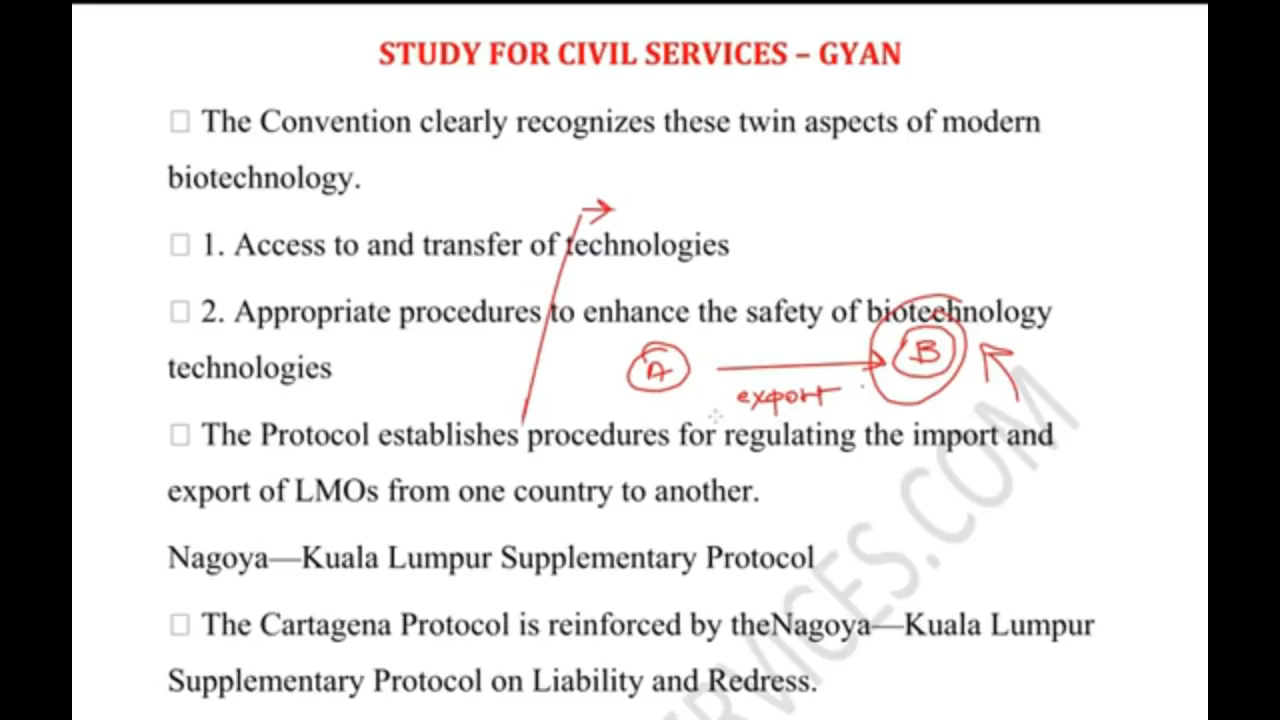 STUDY FOR CIVIL SERVICES – GYAN
□ The Convention clearly recognizes these twin aspects of modern
biotechnology.
□ 1. Access to and transfer of technologies
□ 2. Appropriate procedures to enhance the safety of biotechnology
technologies
A export B
□ The Protocol establishes procedures for regulating the import and
export of LMOs from one country to another.
Nagoya—Kuala Lumpur Supplementary Protocol
□ The Cartagena Protocol is reinforced by theNagoya—Kuala Lumpur
Supplementary Protocol on Liability and Redress.
RVICES.COM